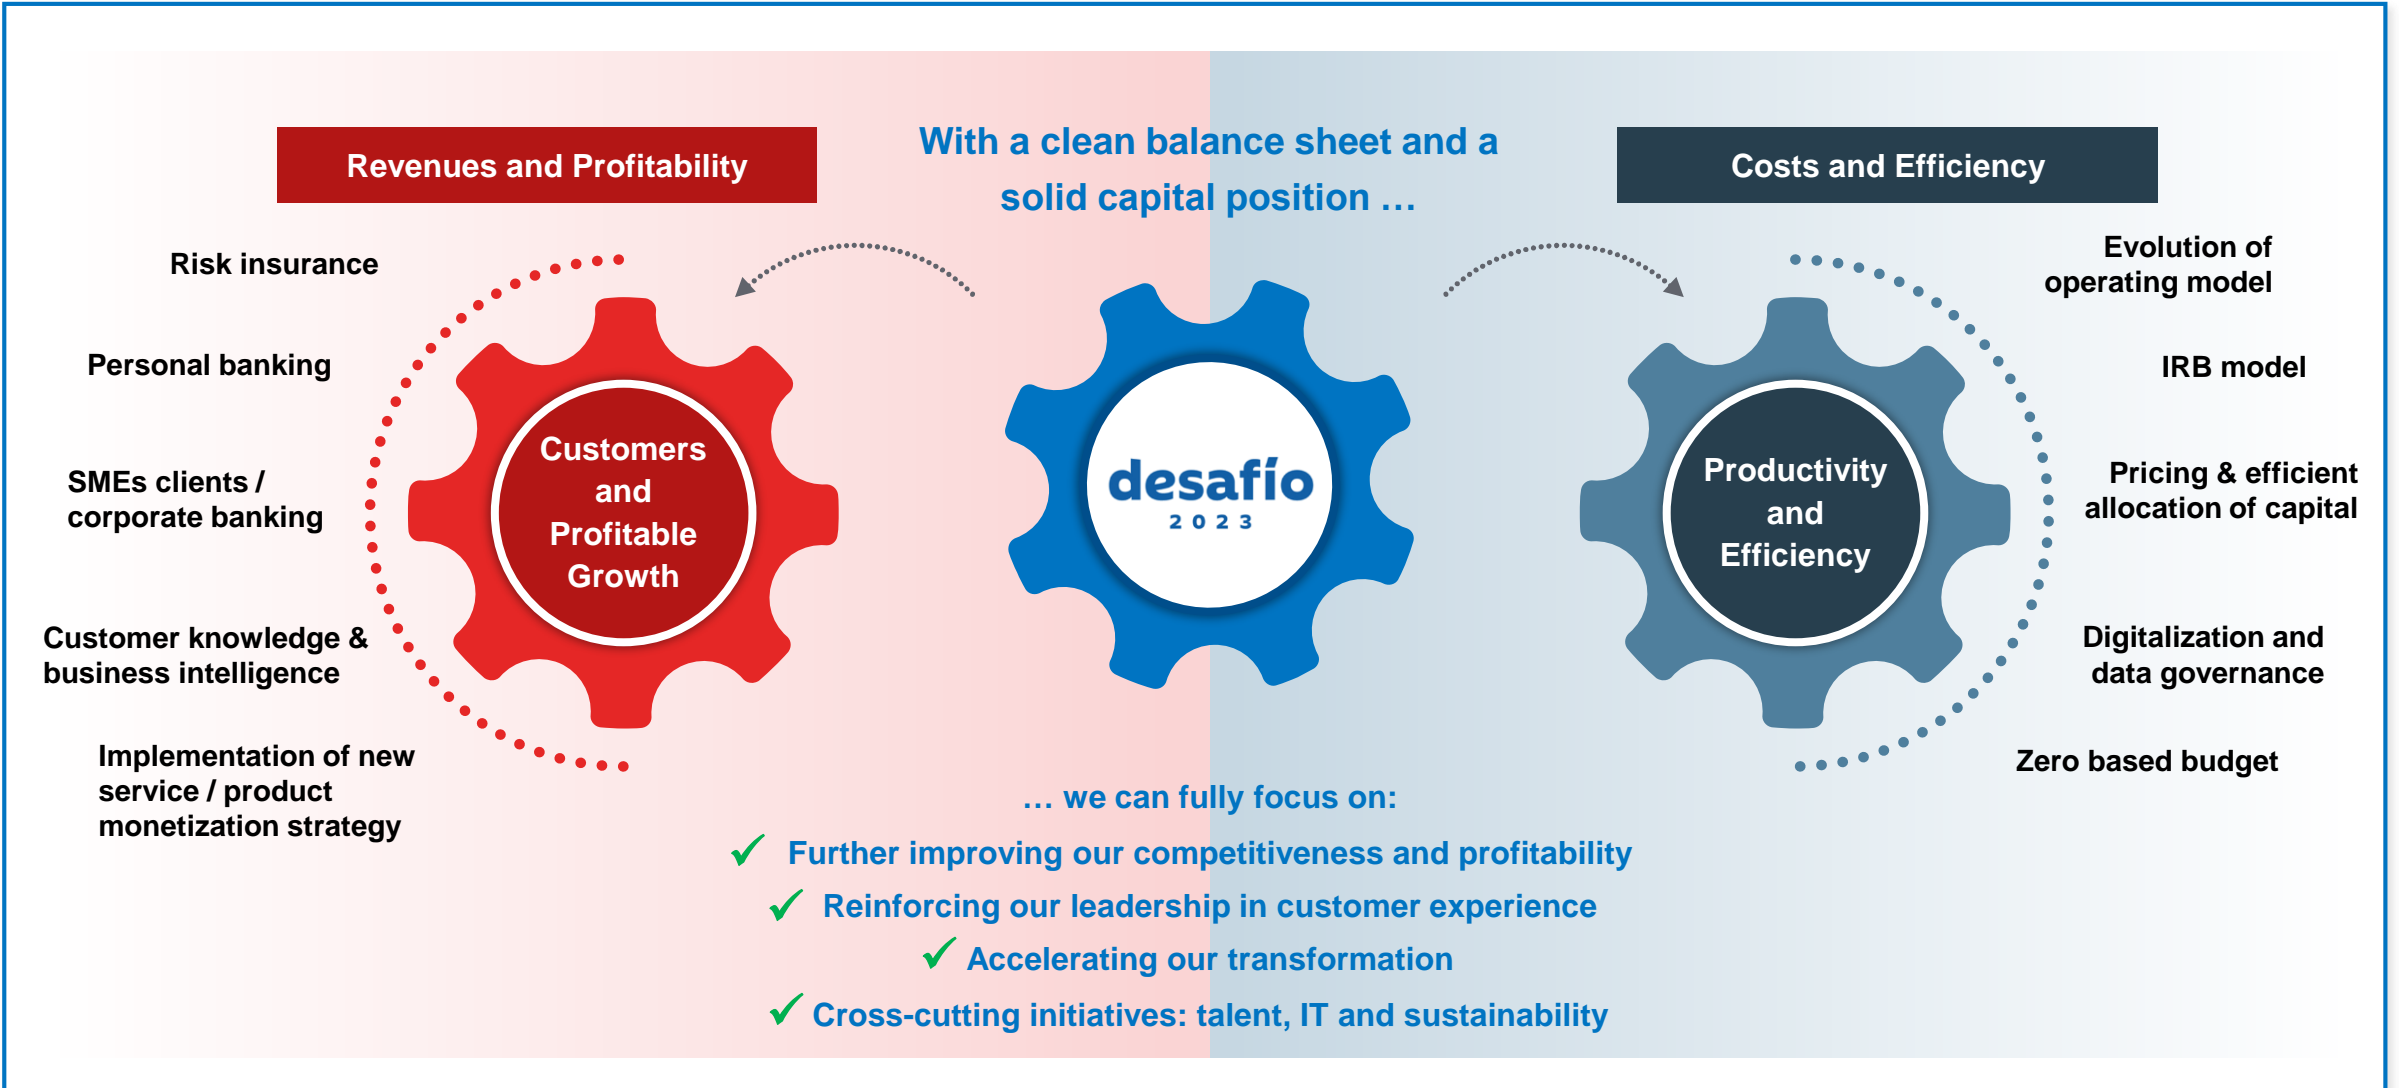 With a clean balance sheet and a
solid capital position …
Revenues and Profitability
Risk insurance
Personal banking
SMEs clients /
corporate banking
Customer knowledge &
business intelligence
Implementation of new
service / product
monetization strategy
Customers
and
Profitable
Growth
desafío
2023
Costs and Efficiency
Productivity
and
Efficiency
Evolution of
operating model
IRB model
Pricing & efficient
allocation of capital
Digitalization and
data governance
Zero based budget
… we can fully focus on:
Further improving our competitiveness and profitability
Reinforcing our leadership in customer experience
Accelerating our transformation
Cross-cutting initiatives: talent, IT and sustainability